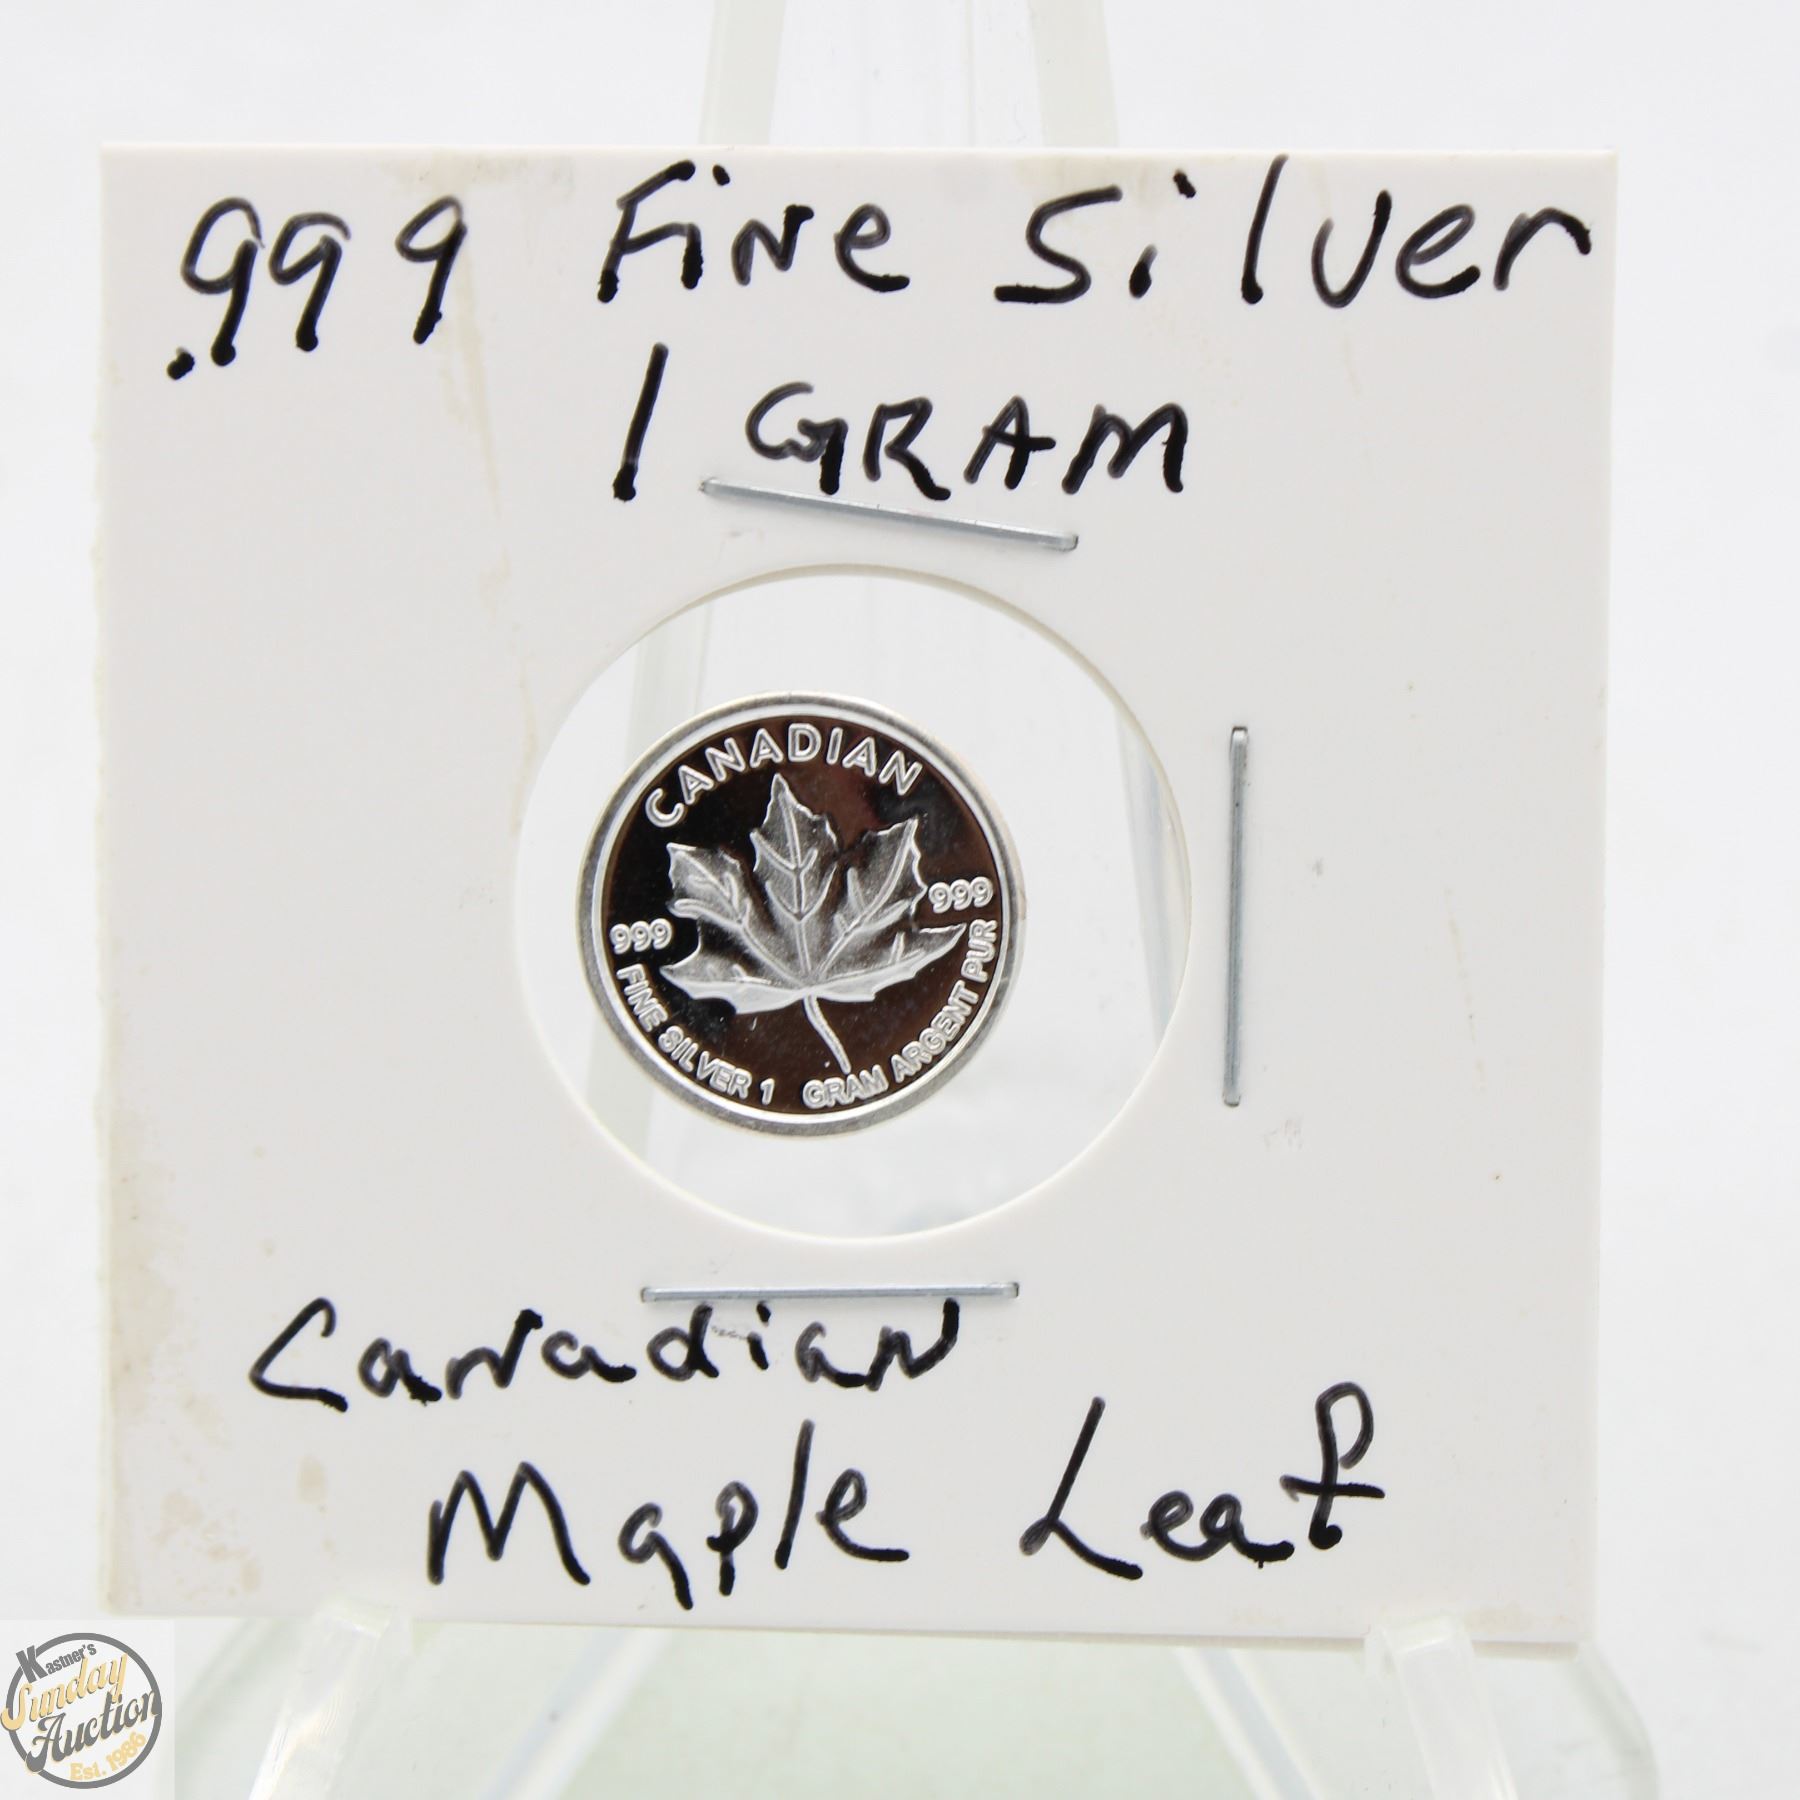 .999 Fine Silver
1 GRAM
CANADIAN
999
999
FINE SILVER 1 GRAM ARGENT PUR
Canadian
Maple Leaf
Kastner's
Sunday
Auction
Est. 1986